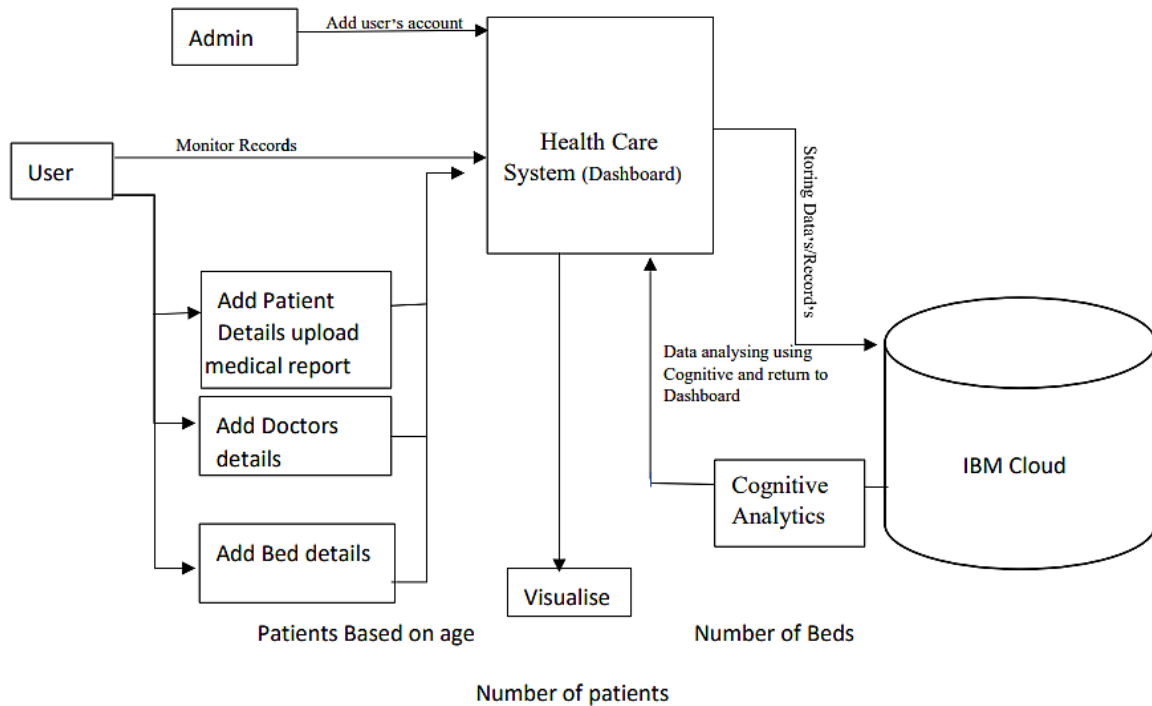 Add user's account
Admin
Monitor Records
User
Health Care
System (Dashboard)
Storing Data's/Record's
Add Patient
Details upload
medical report
Data analysing using
Cognitive and return to
Dashboard
Add Doctors
details
Cognitive
Analytics
IBM Cloud
Add Bed details
Visualise
Patients Based on age
Number of Beds
Number of patients